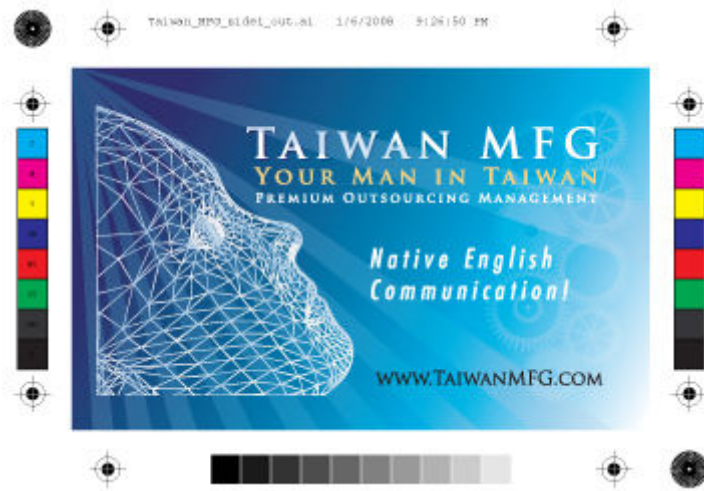 Taiwan_MFG_side1_out.ai 1/6/2008 9:26:50 PM
TAIWAN MFG
YOUR MAN IN TAIWAN
PREMIUM OUTSOURCING MANAGEMENT
Native English
Communication!
WWW.TAIWANMFG.COM